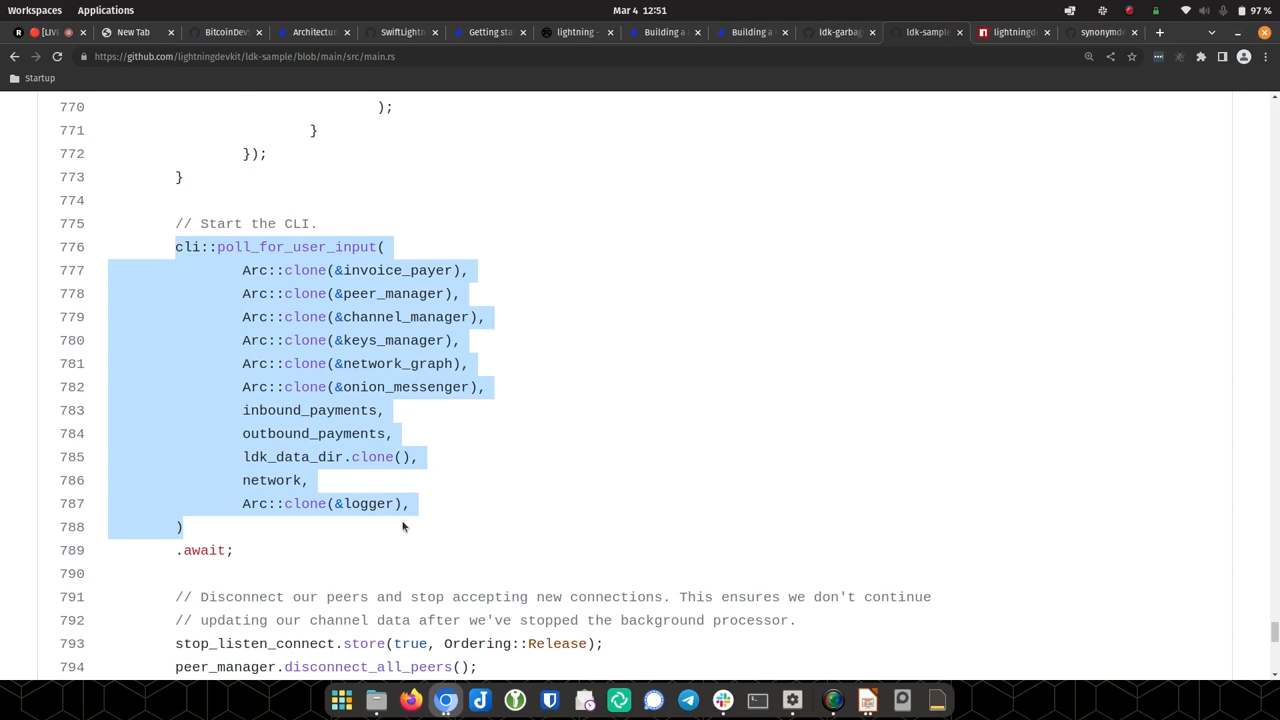 Workspaces Applications Mar 4 12:51 97 %
[LIV New Tab BitcoinDevS Architectur SwiftLightn Getting sta lightning - Building a Building a ldk-garbag ldk-sample lightningde synonymde
https://github.com/lightningdevkit/ldk-sample/blob/main/src/main.rs
Startup
770 );
771 }
772 });
773 }
774
775 // Start the CLI.
776 cli::poll_for_user_input(
777 Arc::clone(&invoice_payer),
778 Arc::clone(&peer_manager),
779 Arc::clone(&channel_manager),
780 Arc::clone(&keys_manager),
781 Arc::clone(&network_graph),
782 Arc::clone(&onion_messenger),
783 inbound_payments,
784 outbound_payments,
785 ldk_data_dir.clone(),
786 network,
787 Arc::clone(&logger),
788 )
789 .await;
790
791 // Disconnect our peers and stop accepting new connections. This ensures we don't continue
792 // updating our channel data after we've stopped the background processor.
793 stop_listen_connect.store(true, Ordering::Release);
794 peer_manager.disconnect_all_peers();